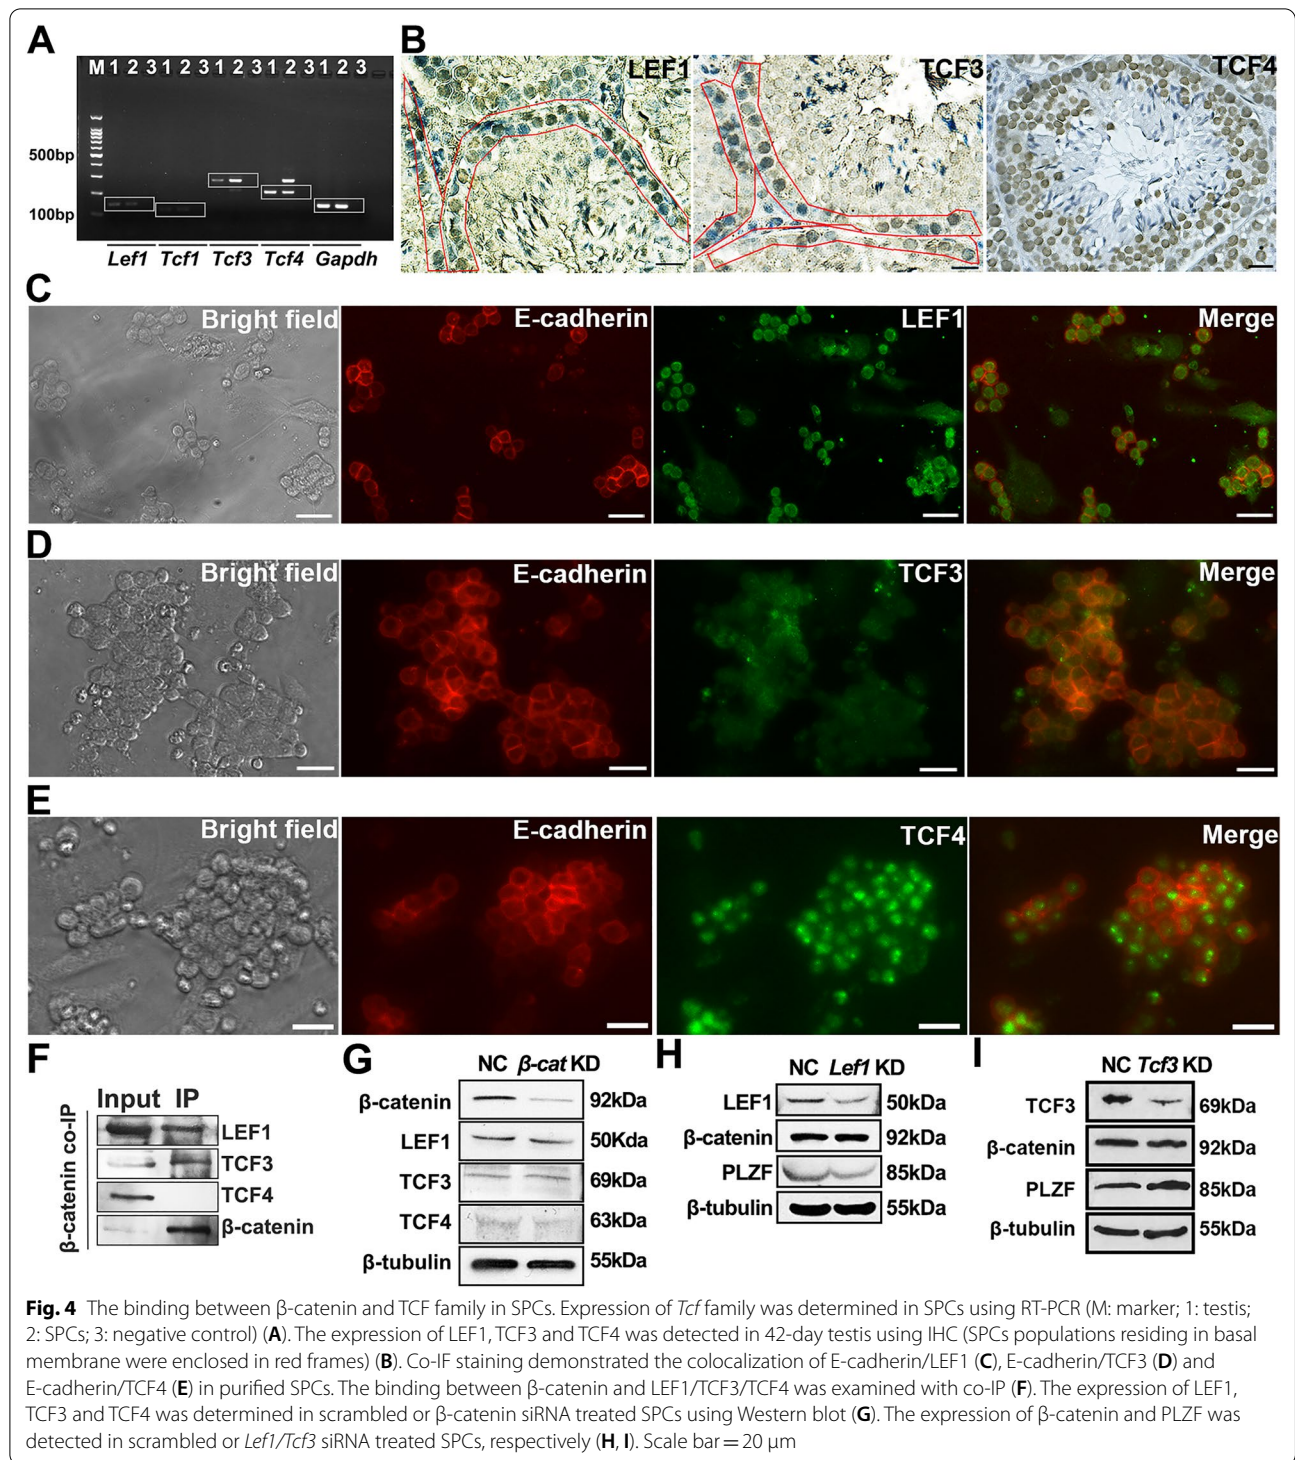 A
M 1 2 3 1 2 3 1 2 3 1 2 3 1 2 3
500bp
100bp
Lef1 Tcf1 Tcf3 Tcf4 Gapdh
B
LEF1
TCF3
TCF4
C
Bright field
E-cadherin
LEF1
Merge
D
Bright field
E-cadherin
TCF3
Merge
E
Bright field
E-cadherin
TCF4
Merge
F
Input IP
β-catenin co-IP
LEF1
TCF3
TCF4
β-catenin
G
NC β-cat KD
β-catenin 92kDa
LEF1 50Kda
TCF3 69kDa
TCF4 63kDa
β-tubulin 55kDa
H
NC Lef1 KD
LEF1 50kDa
β-catenin 92kDa
PLZF 85kDa
β-tubulin 55kDa
I
NC Tcf3 KD
TCF3 69kDa
β-catenin 92kDa
PLZF 85kDa
β-tubulin 55kDa
Fig. 4 The binding between β-catenin and TCF family in SPCs. Expression of Tcf family was determined in SPCs using RT-PCR (M: marker; 1: testis;
2: SPCs; 3: negative control) (A). The expression of LEF1, TCF3 and TCF4 was detected in 42-day testis using IHC (SPCs populations residing in basal
membrane were enclosed in red frames) (B). Co-IF staining demonstrated the colocalization of E-cadherin/LEF1 (C), E-cadherin/TCF3 (D) and
E-cadherin/TCF4 (E) in purified SPCs. The binding between β-catenin and LEF1/TCF3/TCF4 was examined with co-IP (F). The expression of LEF1,
TCF3 and TCF4 was determined in scrambled or β-catenin siRNA treated SPCs using Western blot (G). The expression of β-catenin and PLZF was
detected in scrambled or Lef1/Tcf3 siRNA treated SPCs, respectively (H, I). Scale bar = 20 μm